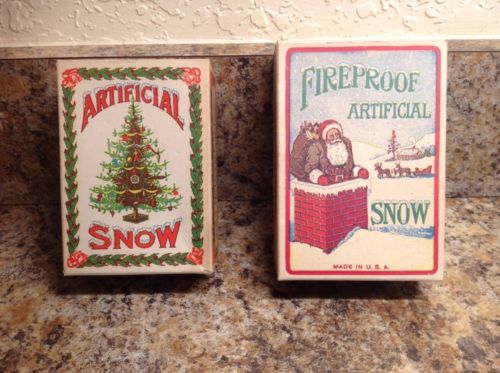 ARTIFICIAL
SNOW
FIREPROOF
ARTIFICIAL
SNOW
MADE IN U.S.A.